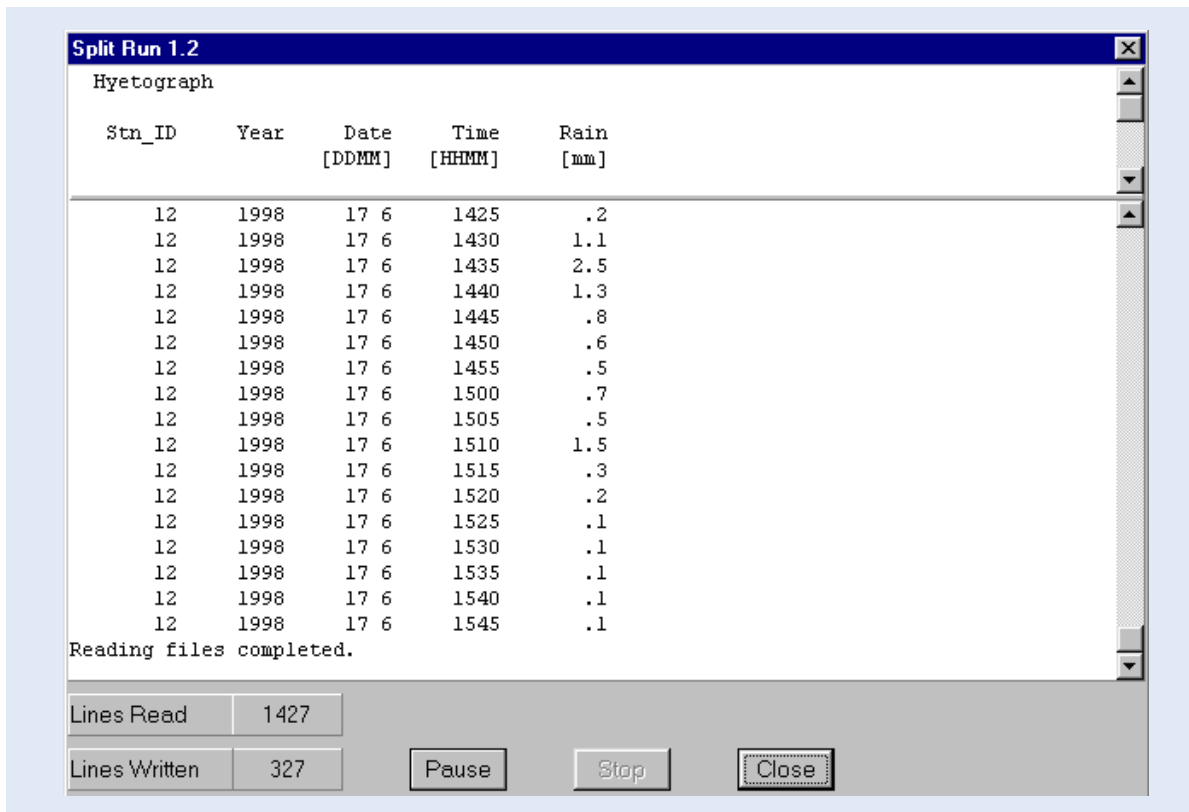 Split Run 1.2
Hyetograph
Stn_ID Year Date Time Rain
[DDMM] [HHMM] [mm]
12 1998 17 6 1425 .2
12 1998 17 6 1430 1.1
12 1998 17 6 1435 2.5
12 1998 17 6 1440 1.3
12 1998 17 6 1445 .8
12 1998 17 6 1450 .6
12 1998 17 6 1455 .5
12 1998 17 6 1500 .7
12 1998 17 6 1505 .5
12 1998 17 6 1510 1.5
12 1998 17 6 1515 .3
12 1998 17 6 1520 .2
12 1998 17 6 1525 .1
12 1998 17 6 1530 .1
12 1998 17 6 1535 .1
12 1998 17 6 1540 .1
12 1998 17 6 1545 .1
Reading files completed.
Lines Read 1427
Lines Written 327 Pause Stop Close